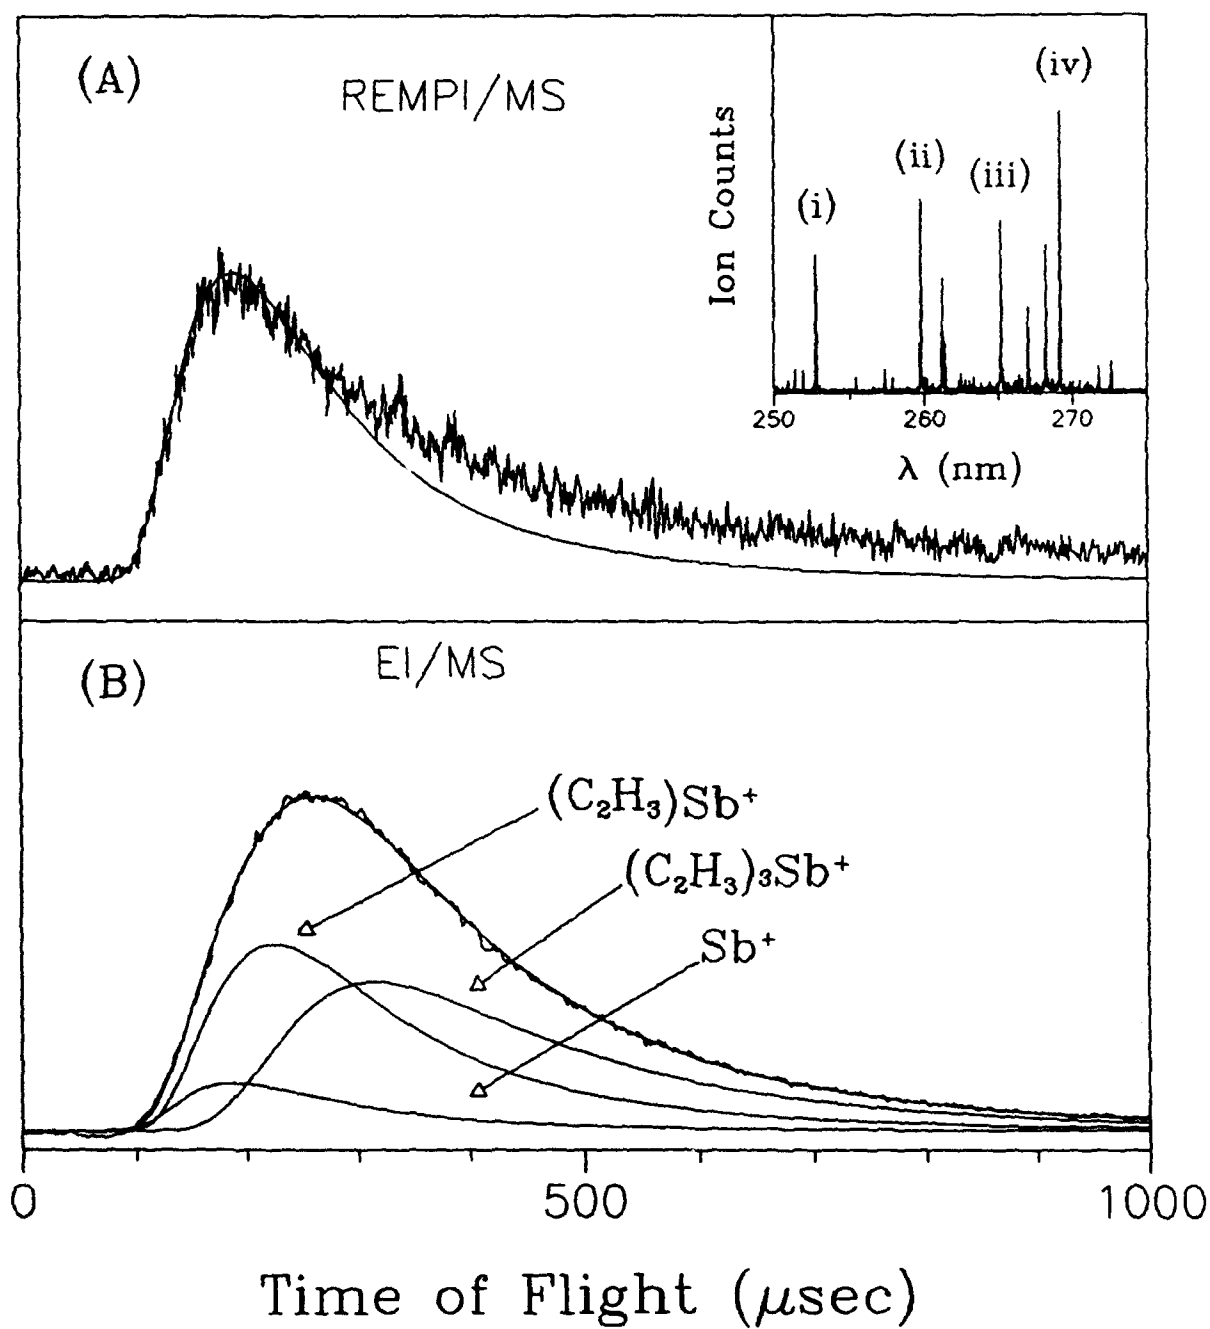 (A)
REMPI/MS
Ion Counts
(i)
(ii)
(iii)
(iv)
250 260 270
λ (nm)
(B)
EI/MS
(C₂H₃)Sb⁺
(C₂H₃)₃Sb⁺
Sb⁺
0 500 1000
Time of Flight (μsec)